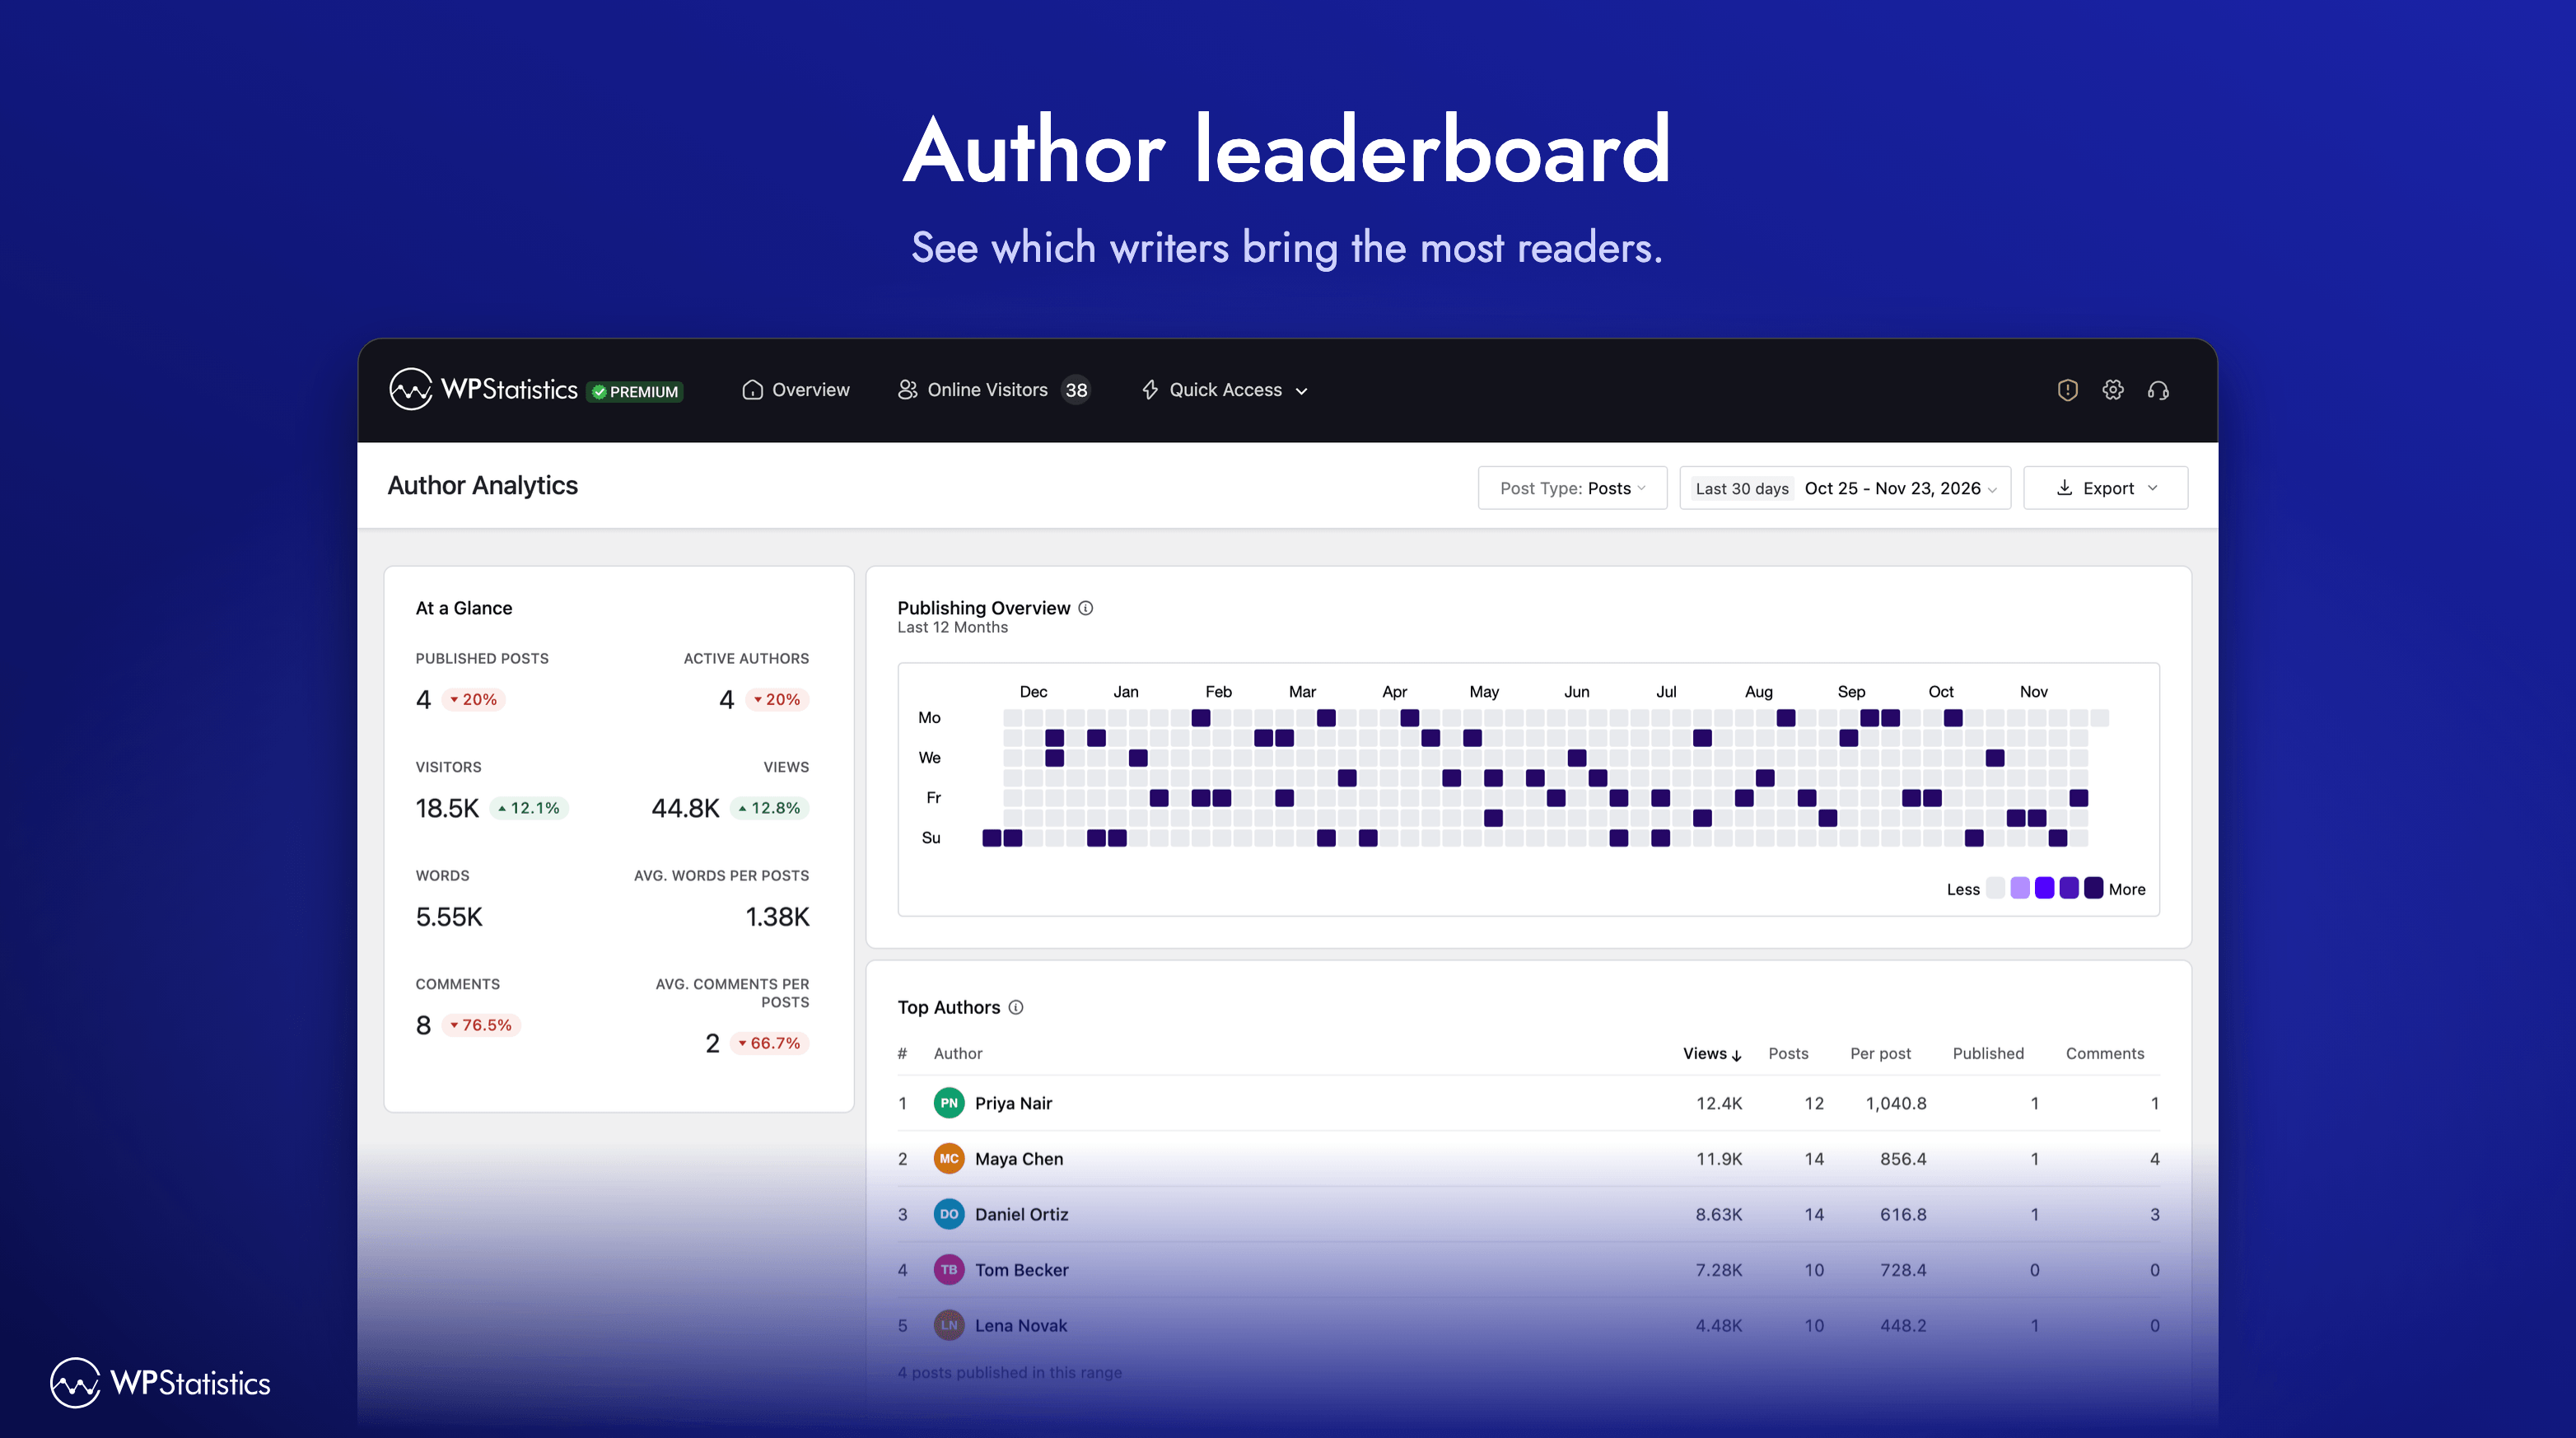 Author leaderboard
See which writers bring the most readers.
WPStatistics PREMIUM Overview Online Visitors 38 Quick Access
Author Analytics
Post Type: Posts Last 30 days Oct 25 - Nov 23, 2026 Export
At a Glance
PUBLISHED POSTS ACTIVE AUTHORS
4 20% 4 20%
VISITORS VIEWS
18.5K 12.1% 44.8K 12.8%
WORDS AVG. WORDS PER POSTS
5.55K 1.38K
COMMENTS AVG. COMMENTS PER
POSTS
8 76.5%
2 66.7%
Publishing Overview
Last 12 Months
Dec Jan Feb Mar Apr May Jun Jul Aug Sep Oct Nov
Mo
We
Fr
Su
Less More
Top Authors
# Author Views Posts Per post Published Comments
1 PN Priya Nair 12.4K 12 1,040.8 1 1
2 MC Maya Chen 11.9K 14 856.4 1 4
3 DO Daniel Ortiz 8.63K 14 616.8 1 3
4 TB Tom Becker 7.28K 10 728.4 0 0
5 LN Lena Novak 4.48K 10 448.2 1 0
4 posts published in this range
WPStatistics